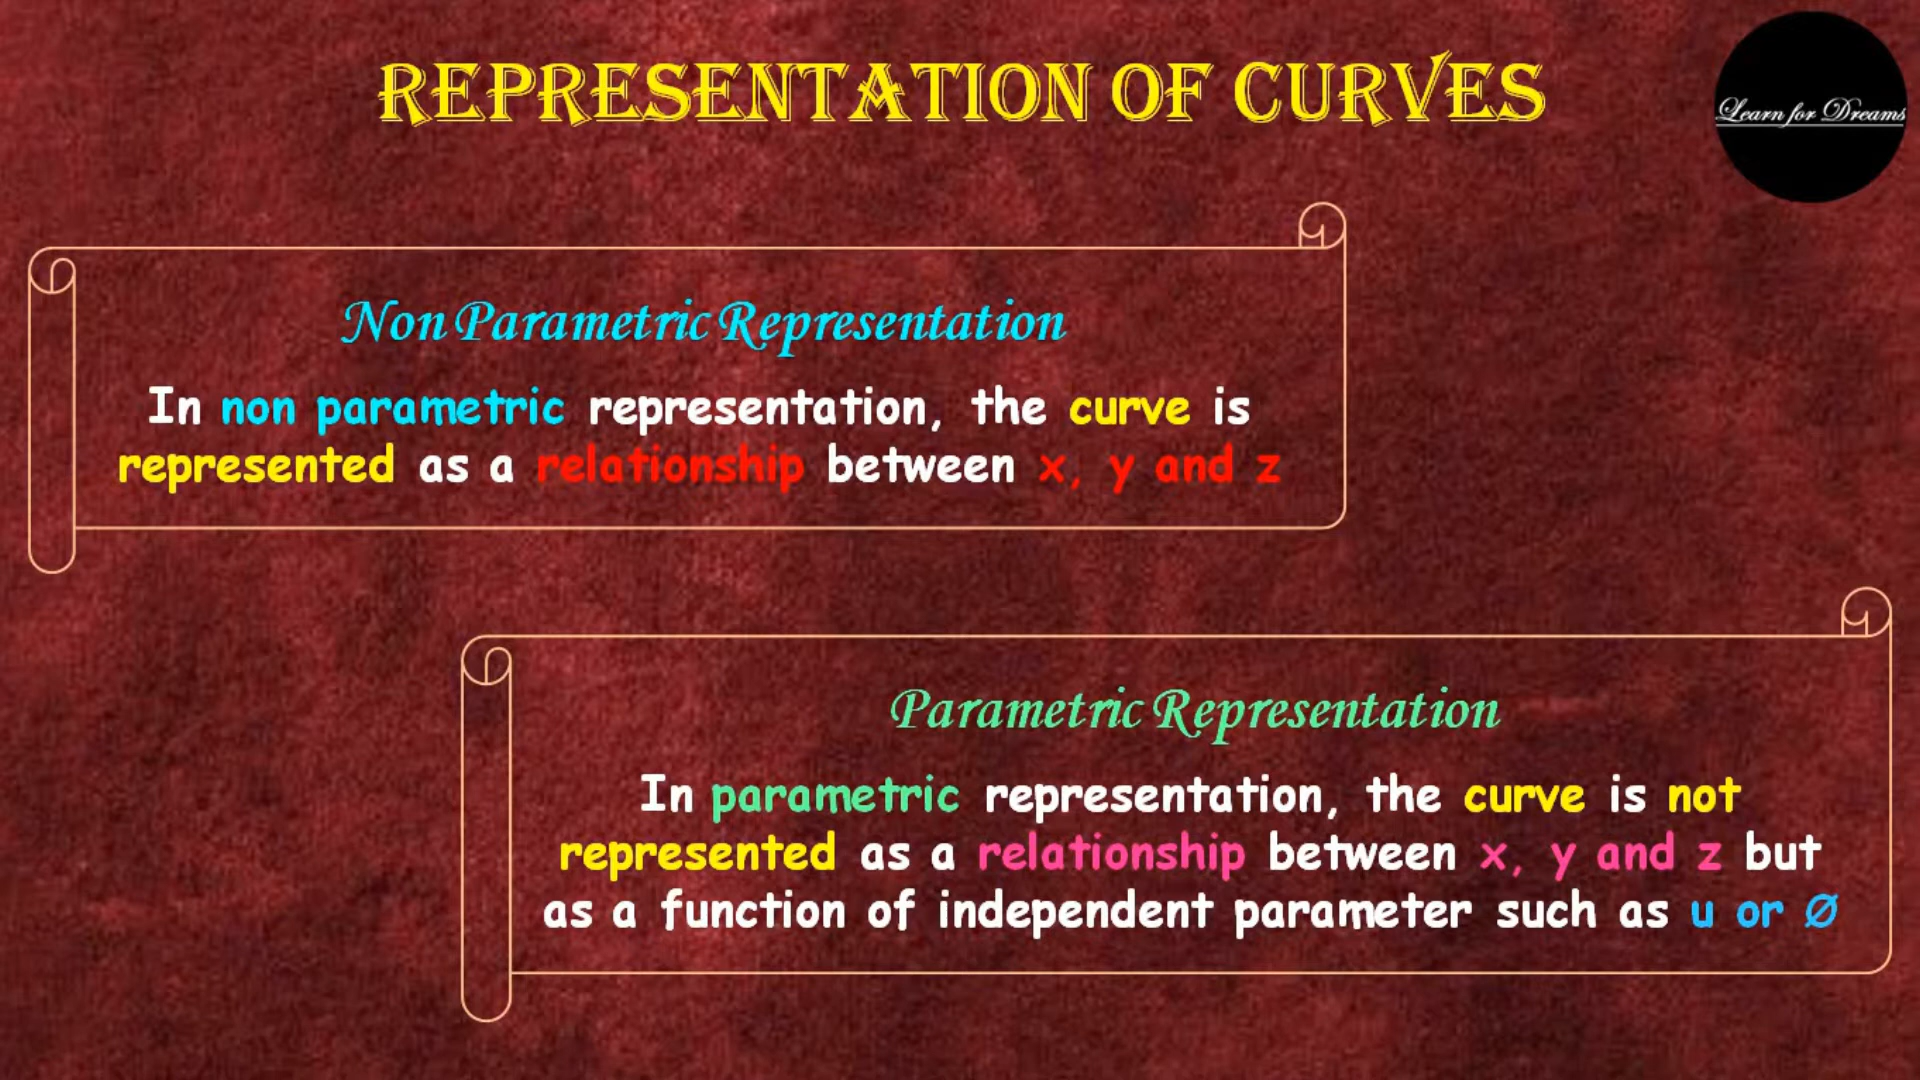 REPRESENTATION OF CURVES
Learn for Dreams
Non Parametric Representation
In non parametric representation, the curve is
represented as a relationship between x, y and z
Parametric Representation
In parametric representation, the curve is not
represented as a relationship between x, y and z but
as a function of independent parameter such as u or Ø